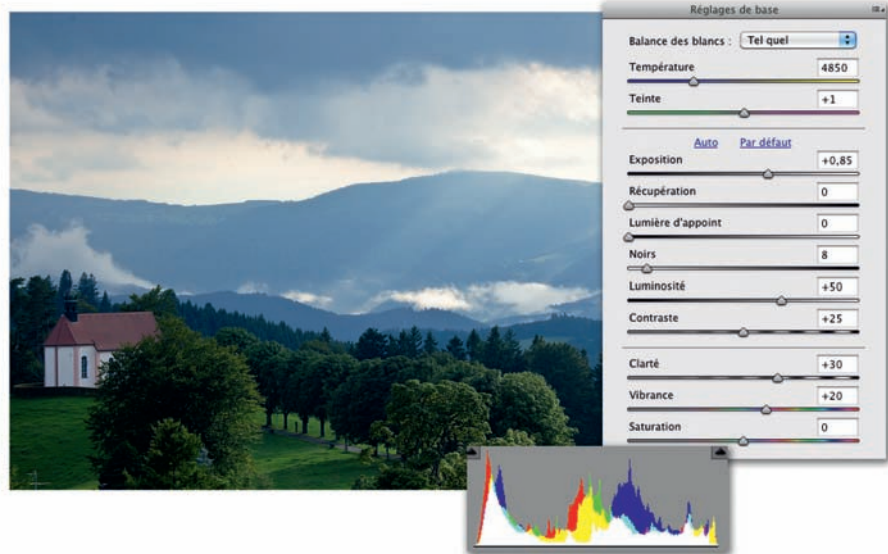 Réglages de base
Balance des blancs : Tel quel
Température 4850
Teinte +1
Auto Par défaut
Exposition +0,85
Récupération 0
Lumière d'appoint 0
Noirs 8
Luminosité +50
Contraste +25
Clarté +30
Vibrance +20
Saturation 0